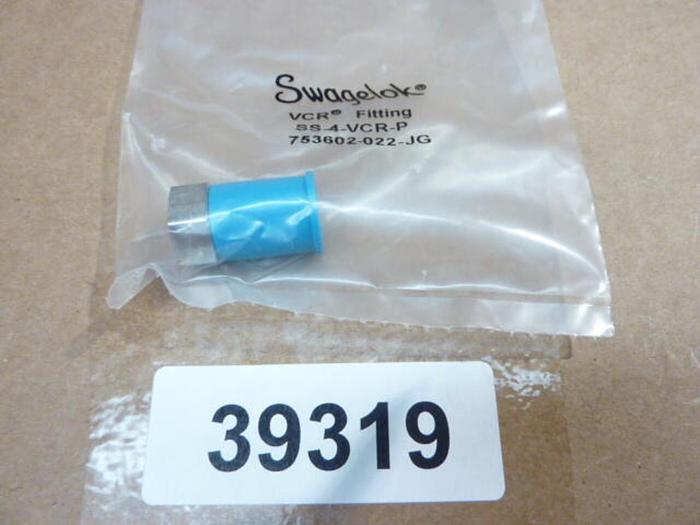 Swagelok®
VCR® Fitting
SS-4-VCR-P
753602-022-JG
39319